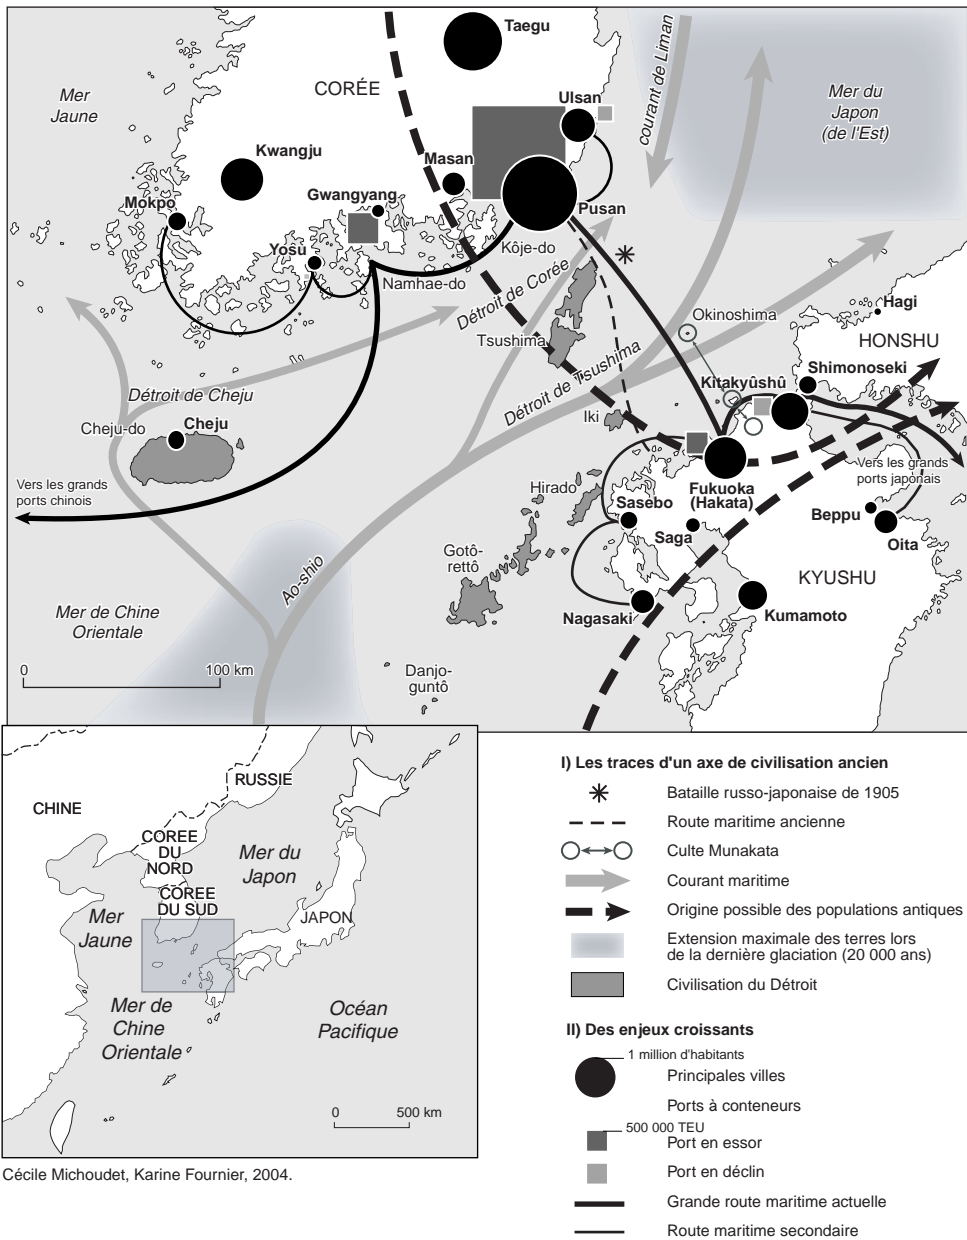 Taegu
CORÉE
Mer
Jaune
courant de Liman
Mer du
Japon
(de l'Est)
Ulsan
Kwangju
Masan
Gwangyang
Mokpo
Pusan
Yosu
Kôje-do
Namhae-do
Détroit de Corée
Okinoshima
Hagi
HONSHU
Tsushima
Détroit de Tsushima
Shimonoseki
Kitakyûshû
Détroit de Cheju
Cheju-do
Cheju
Iki
Vers les grands
ports chinois
Vers les grands
ports japonais
Fukuoka
(Hakata)
Hirado
Sasebo
Saga
Beppu
Oita
Gotô-
rettô
Ao-shio
KYUSHU
Mer de Chine
Orientale
Nagasaki
Kumamoto
0
100 km
Danjo-
guntô
RUSSIE
CHINE
COREE
DU
NORD
Mer du
Japon
COREE
DU SUD
Mer
Jaune
JAPON
Mer de
Chine
Orientale
Océan
Pacifique
0
500 km
Cécile Michoudet, Karine Fournier, 2004.
I) Les traces d'un axe de civilisation ancien
Bataille russo-japonaise de 1905
Route maritime ancienne
Culte Munakata
Courant maritime
Origine possible des populations antiques
Extension maximale des terres lors
de la dernière glaciation (20 000 ans)
Civilisation du Détroit
II) Des enjeux croissants
1 million d'habitants
Principales villes
Ports à conteneurs
500 000 TEU
Port en essor
Port en déclin
Grande route maritime actuelle
Route maritime secondaire